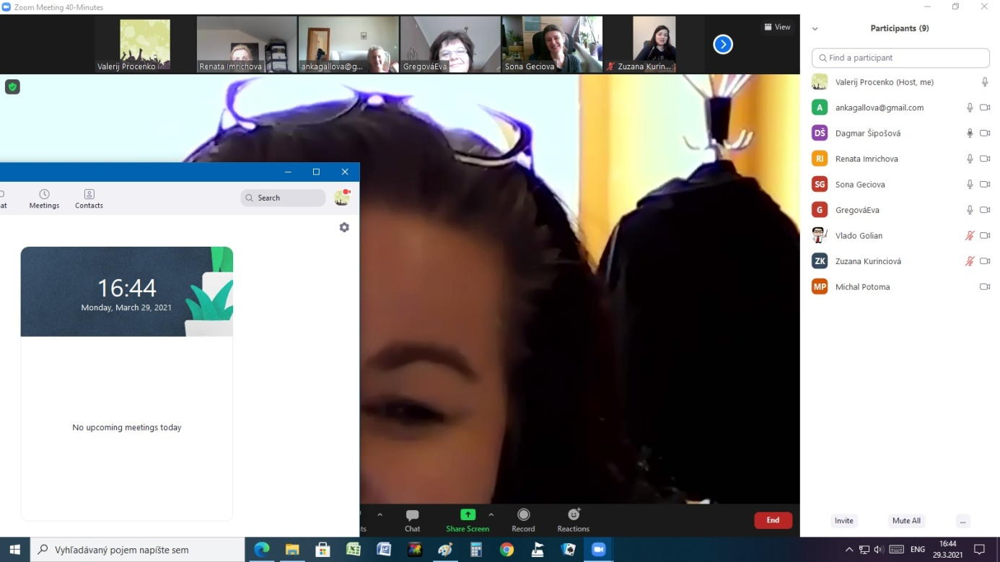 Zoom Meeting 40-Minutes
Valerij Procenko
Renata Imrichova
ankagallova@g...
GregováEva
Sona Geciova
Zuzana Kurin...
View
Participants (9)
Find a participant
Valerij Procenko (Host, me)
A ankagallova@gmail.com
DŠ Dagmar Šipošová
RI Renata Imrichova
SG Sona Geciova
G GregováEva
Vlado Golian
ZK Zuzana Kurinciová
MP Michal Potoma
Invite
Mute All
...
at
Meetings
Contacts
Search
16:44
Monday, March 29, 2021
No upcoming meetings today
ts
Chat
Share Screen
Record
Reactions
End
Vyhľadávaný pojem napíšte sem
ENG
16:44
29.3.2021